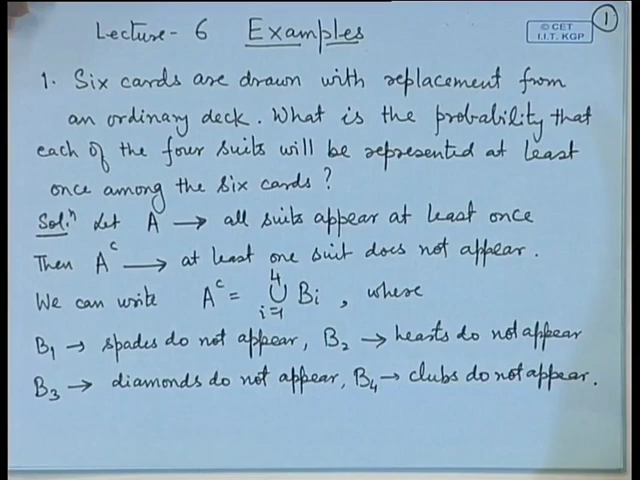 Lecture - 6 Examples
© CET
I.I.T. KGP
1
1. Six cards are drawn with replacement from
an ordinary deck. What is the probability that
each of the four suits will be represented at least
once among the six cards?
Sol.ⁿ Let A → all suits appear at least once
Then Aᶜ → at least one suit does not appear.
We can write Aᶜ = ∪⁴ᵢ₌₁ Bᵢ , where
B₁ → spades do not appear, B₂ → hearts do not appear
B₃ → diamonds do not appear, B₄ → clubs do not appear.